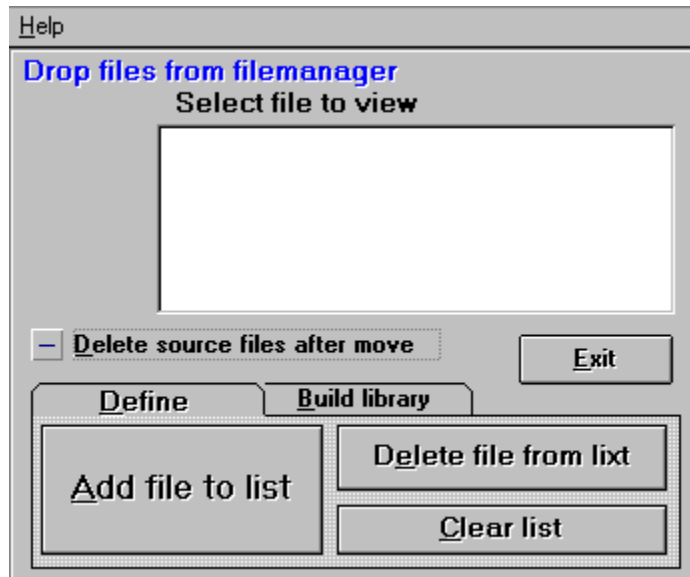 Help
Drop files from filemanager
Select file to view
Delete source files after move
Exit
Define
Build library
Add file to list
Delete file from lixt
Clear list